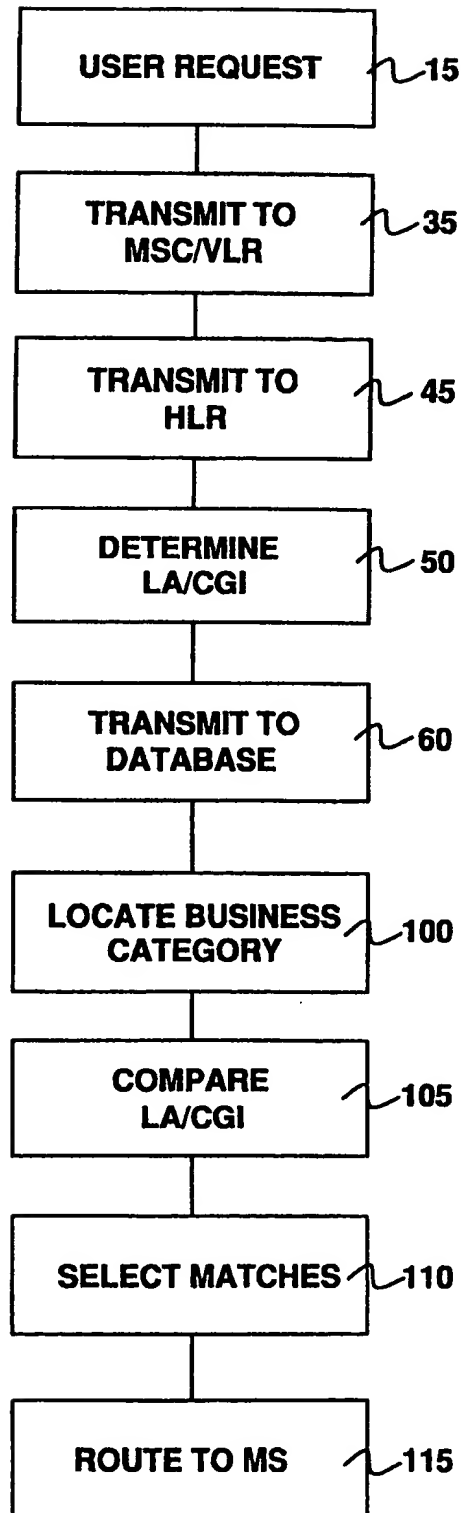 USER REQUEST 15
TRANSMIT TO
MSC/VLR 35
TRANSMIT TO
HLR 45
DETERMINE
LA/CGI 50
TRANSMIT TO
DATABASE 60
LOCATE BUSINESS
CATEGORY 100
COMPARE
LA/CGI 105
SELECT MATCHES 110
ROUTE TO MS 115